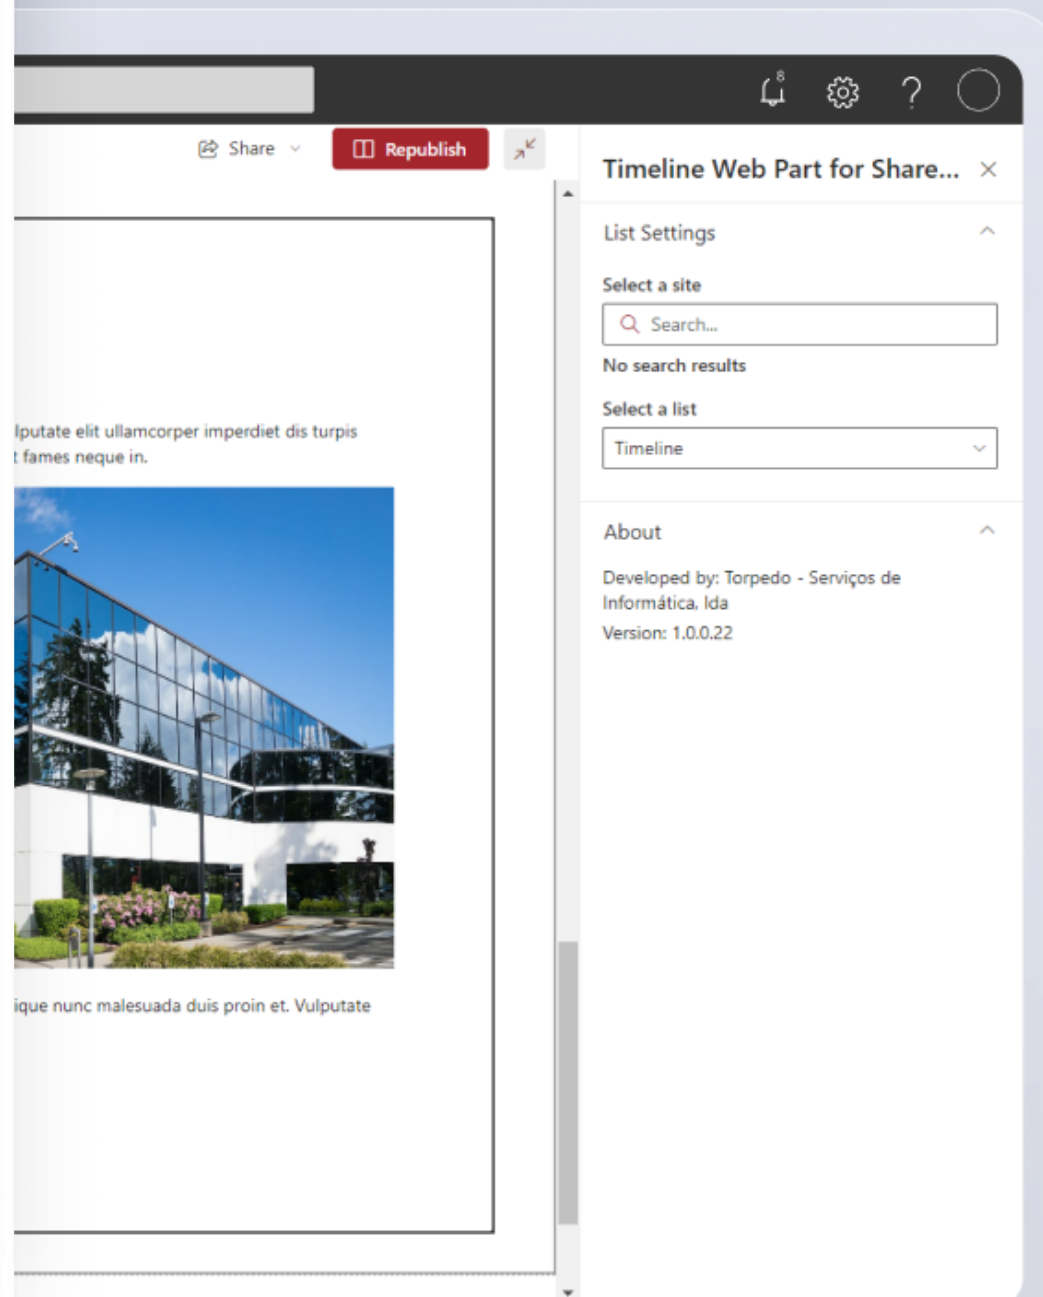 8
?
Share
Republish
Timeline Web Part for Share...
List Settings
Select a site
Search...
No search results
Select a list
Timeline
About
Developed by: Torpedo - Serviços de
Informática, lda
Version: 1.0.0.22
lputate elit ullamcorper imperdiet dis turpis
t fames neque in.
ique nunc malesuada duis proin et. Vulputate